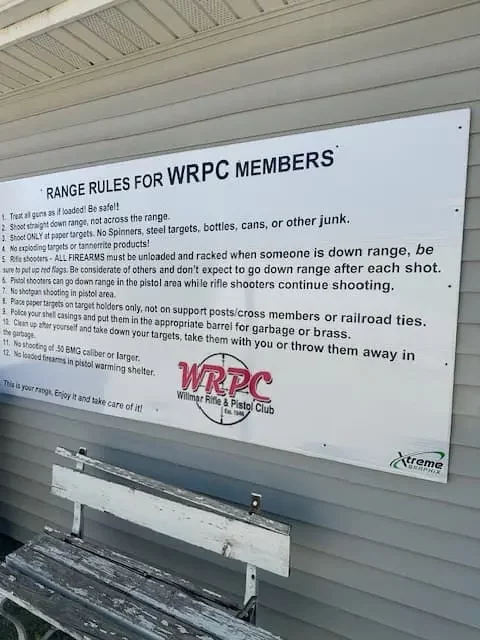 RANGE RULES FOR WRPC MEMBERS
1. Treat all guns as if loaded! Be safe!!
2. Shoot straight down range, not across the range.
3. Shoot ONLY at paper targets. No Spinners, steel targets, bottles, cans, or other junk.
4. No exploding targets or tannerrite products!
5. Rifle shooters - ALL FIREARMS must be unloaded and racked when someone is down range, be
sure to put up red flags. Be considerate of others and don't expect to go down range after each shot.
6. Pistol shooters can go down range in the pistol area while rifle shooters continue shooting.
7. No shotgun shooting in pistol area.
8. Place paper targets on target holders only, not on support posts/cross members or railroad ties.
9. Police your shell casings and put them in the appropriate barrel for garbage or brass.
10. Clean up after yourself and take down your targets, take them with you or throw them away in
the garbage.
11. No shooting of .50 BMG caliber or larger.
12. No loaded firearms in pistol warming shelter.
This is your range, Enjoy it and take care of it!
WRPC
Willmar Rifle & Pistol Club
Est. 1946
Xtreme
GRAPHIX